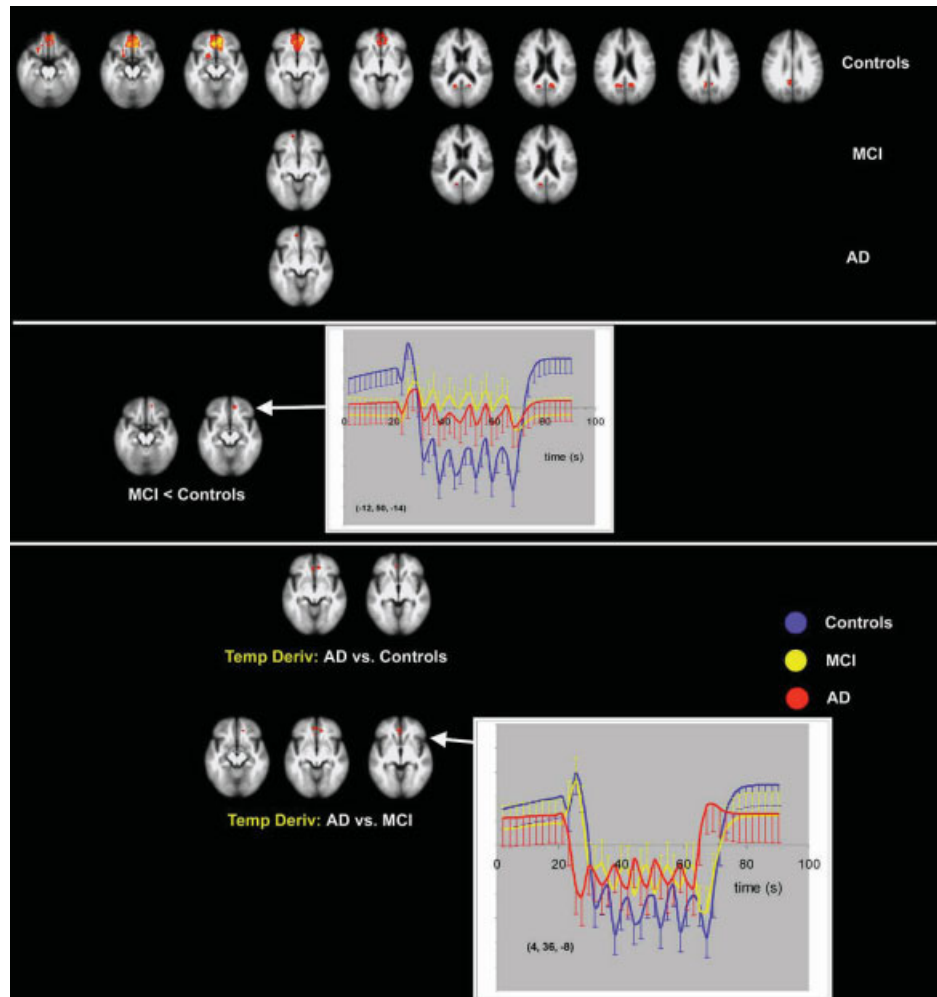 Controls
MCI
AD
0 20 40 60 80 100
time (s)
MCI < Controls
(-12, 50, -14)
Temp Deriv: AD vs. Controls
Controls
MCI
AD
Temp Deriv: AD vs. MCI
0 20 40 60 80 100
time (s)
(4, 36, -8)